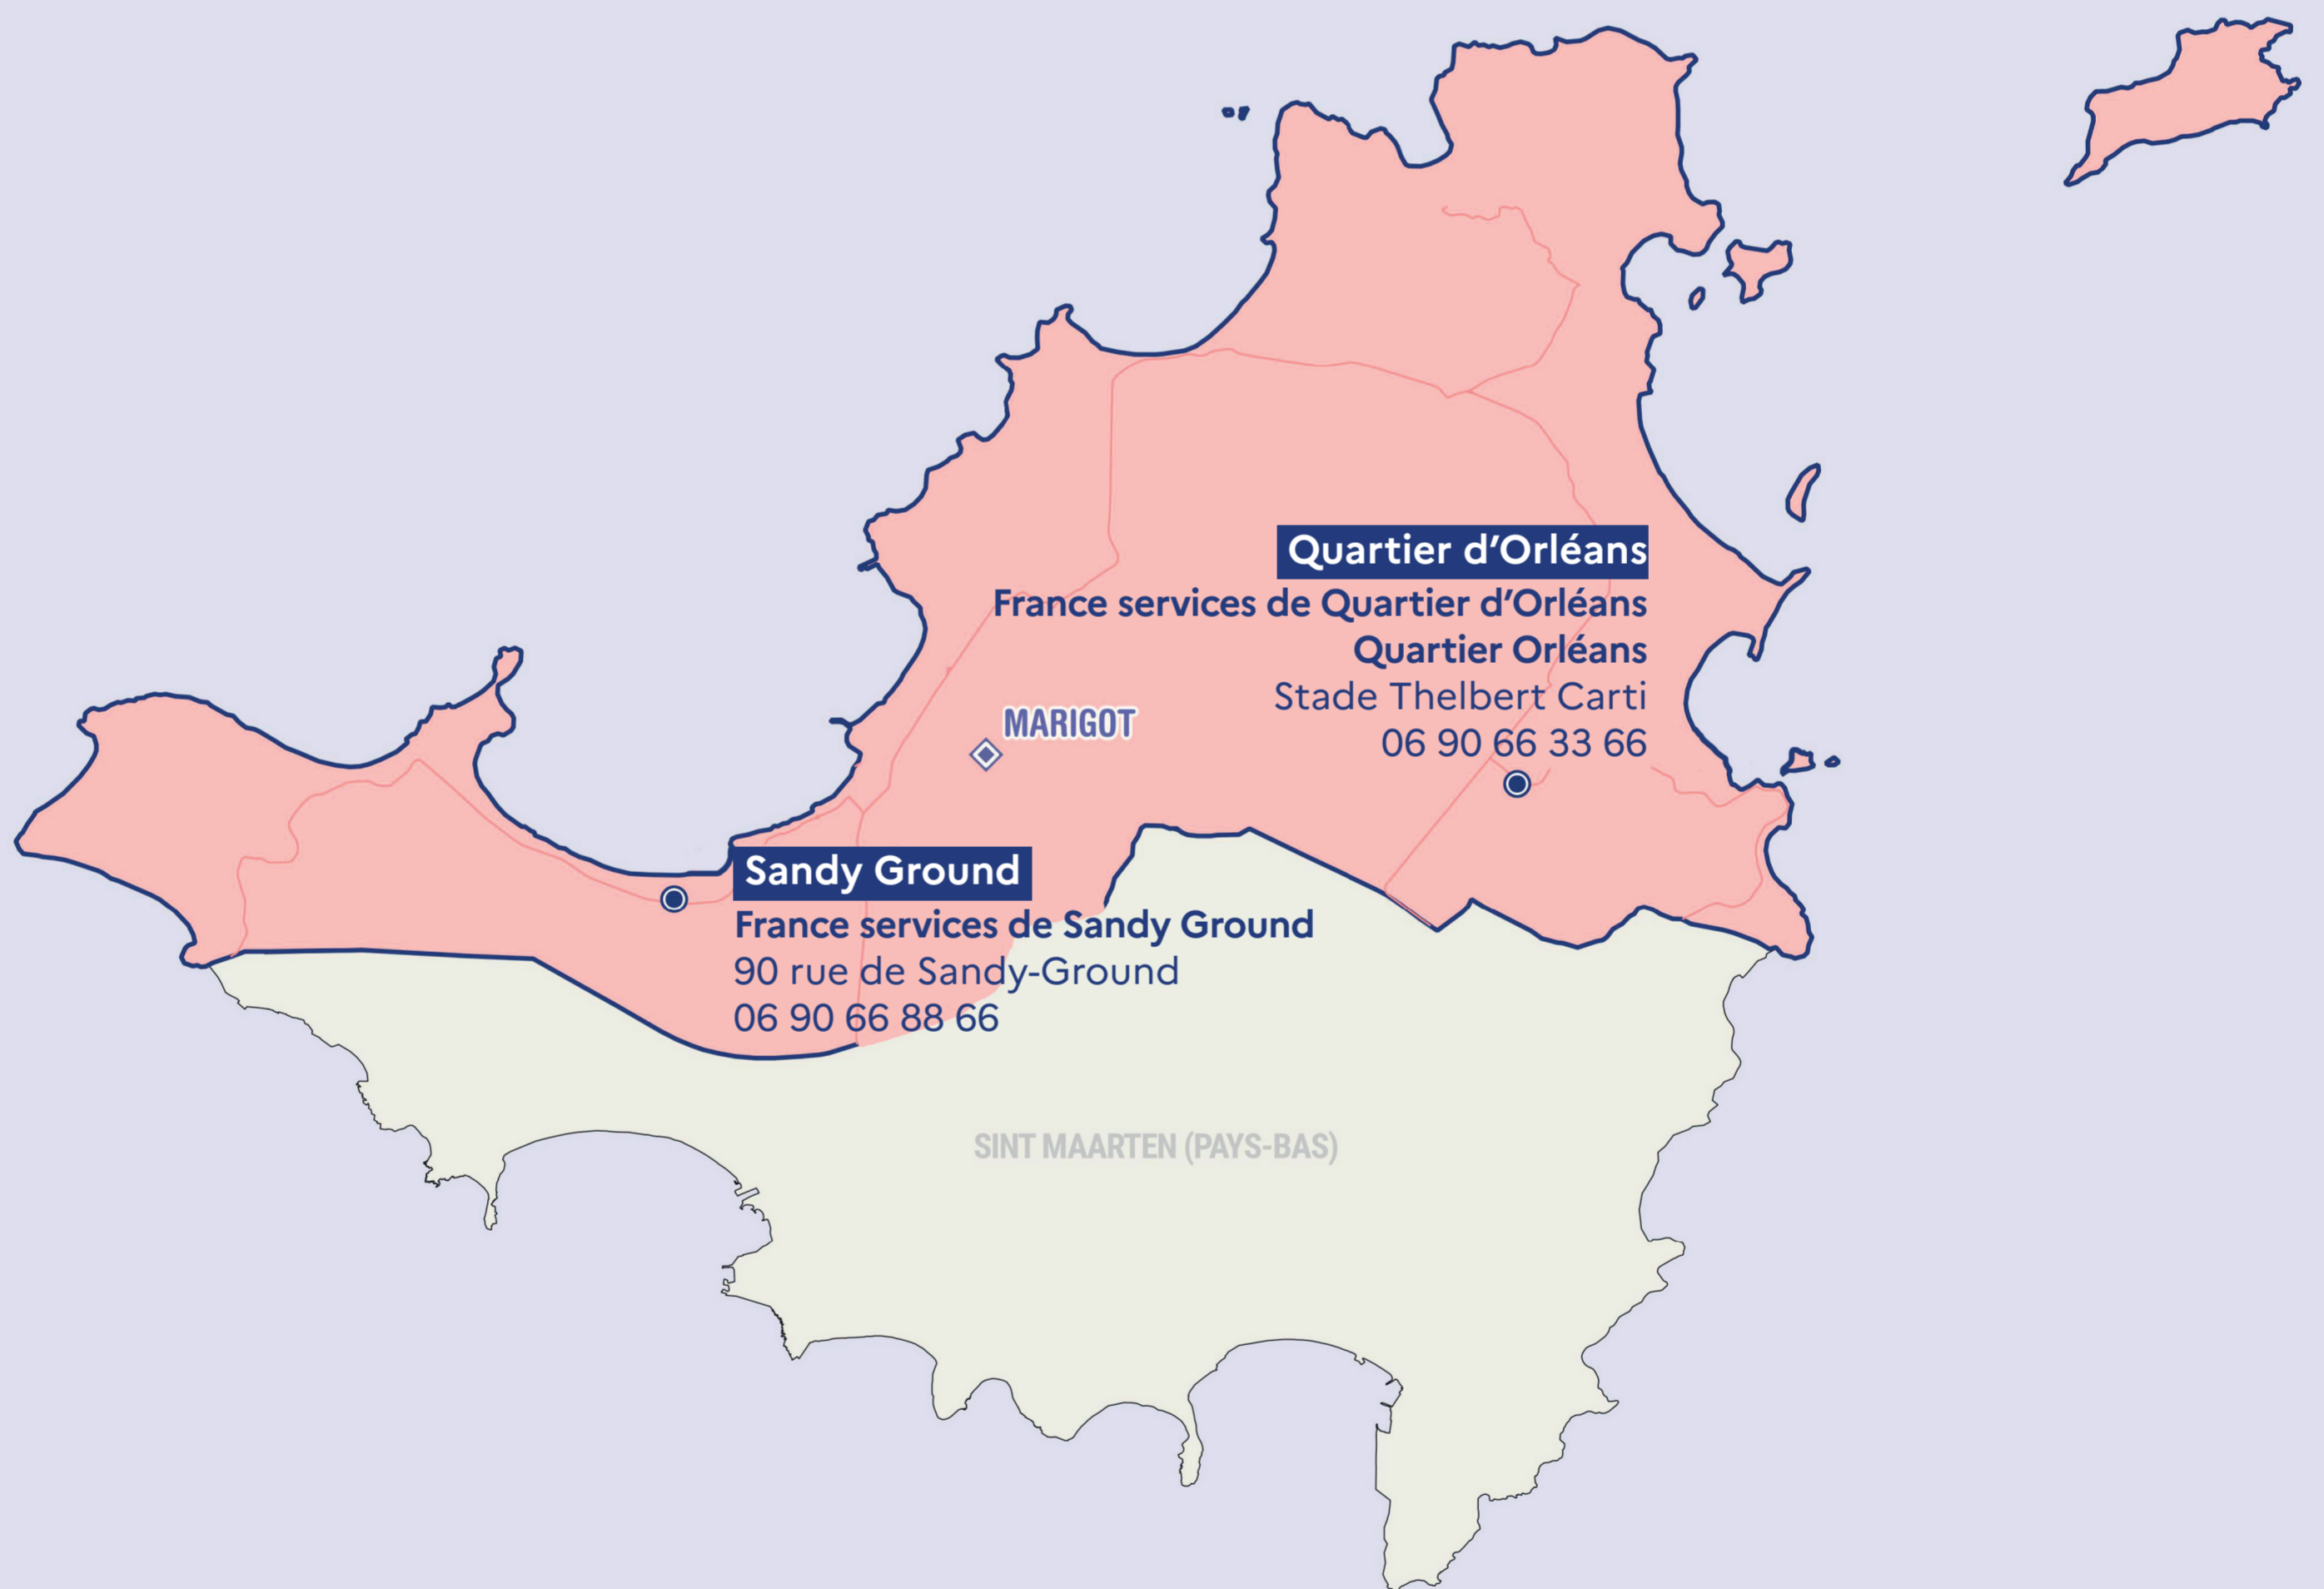 Quartier d'Orléans
France services de Quartier d'Orléans
Quartier Orléans
Stade Thelbert Carti
06 90 66 33 66
MARIGOT
Sandy Ground
France services de Sandy Ground
90 rue de Sandy-Ground
06 90 66 88 66
SINT MAARTEN (PAYS-BAS)